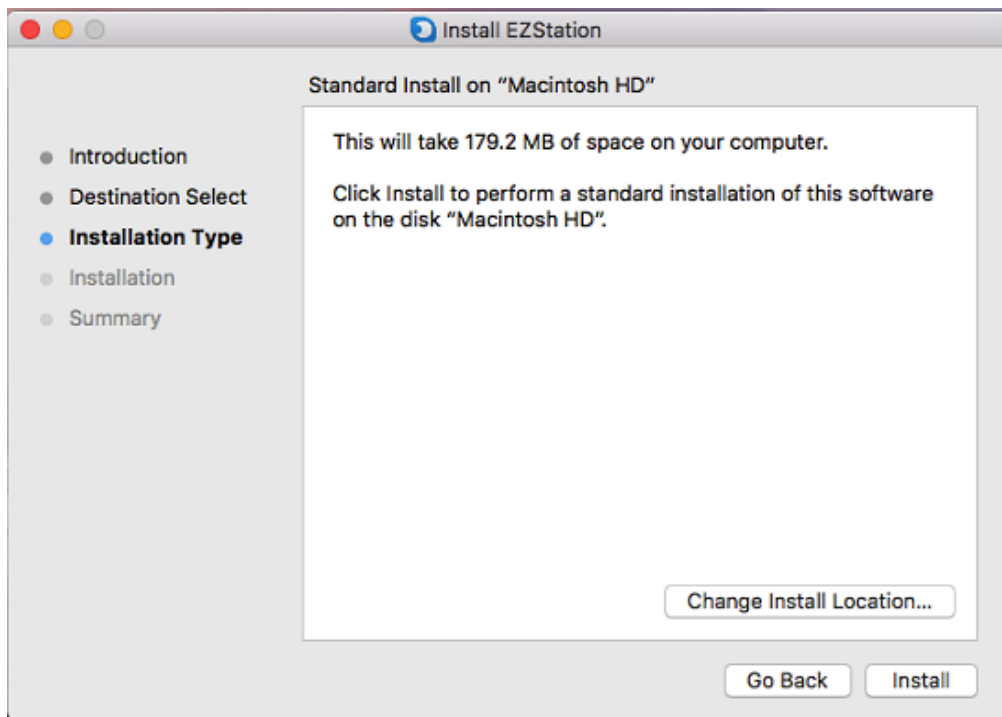 Install EZStation
Standard Install on “Macintosh HD”
Introduction
Destination Select
Installation Type
Installation
Summary
This will take 179.2 MB of space on your computer.
Click Install to perform a standard installation of this software
on the disk “Macintosh HD”.
Change Install Location...
Go Back
Install